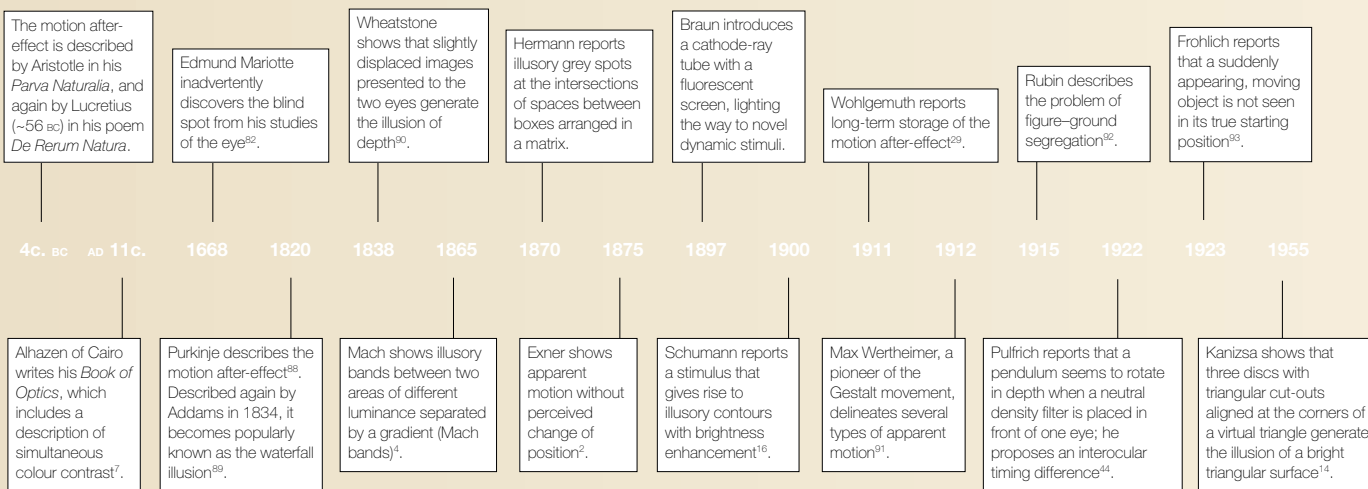 The motion after-
effect is described
by Aristotle in his
Parva Naturalia, and
again by Lucretius
(~56 BC) in his poem
De Rerum Natura.
Edmund Mariotte
inadvertently
discovers the blind
spot from his studies
of the eye82.
Wheatstone
shows that slightly
displaced images
presented to the
two eyes generate
the illusion of
depth90.
Hermann reports
illusory grey spots
at the intersections
of spaces between
boxes arranged in
a matrix.
Braun introduces
a cathode-ray
tube with a
fluorescent
screen, lighting
the way to novel
dynamic stimuli.
Wohlgemuth reports
long-term storage of the
motion after-effect29.
Rubin describes
the problem of
figure–ground
segregation92.
Frohlich reports
that a suddenly
appearing, moving
object is not seen
in its true starting
position93.
4c. BC AD 11c. 1668 1820 1838 1865 1870 1875 1897 1900 1911 1912 1915 1922 1923 1955
Alhazen of Cairo
writes his Book of
Optics, which
includes a
description of
simultaneous
colour contrast7.
Purkinje describes the
motion after-effect88.
Described again by
Addams in 1834, it
becomes popularly
known as the waterfall
illusion89.
Mach shows illusory
bands between two
areas of different
luminance separated
by a gradient (Mach
bands)4.
Exner shows
apparent
motion without
perceived
change of
position2.
Schumann reports
a stimulus that
gives rise to
illusory contours
with brightness
enhancement16.
Max Wertheimer, a
pioneer of the
Gestalt movement,
delineates several
types of apparent
motion91.
Pulfrich reports that a
pendulum seems to rotate
in depth when a neutral
density filter is placed in
front of one eye; he
proposes an interocular
timing difference44.
Kanizsa shows that
three discs with
triangular cut-outs
aligned at the corners of
a virtual triangle generate
the illusion of a bright
triangular surface14.